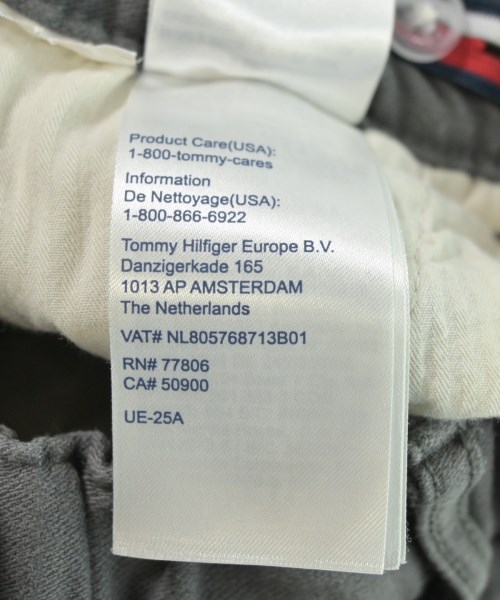 Product Care(USA):
1-800-tommy-cares
Information
De Nettoyage(USA):
1-800-866-6922
Tommy Hilfiger Europe B.V.
Danzigerkade 165
1013 AP AMSTERDAM
The Netherlands
VAT# NL805768713B01
RN# 77806
CA# 50900
UE-25A